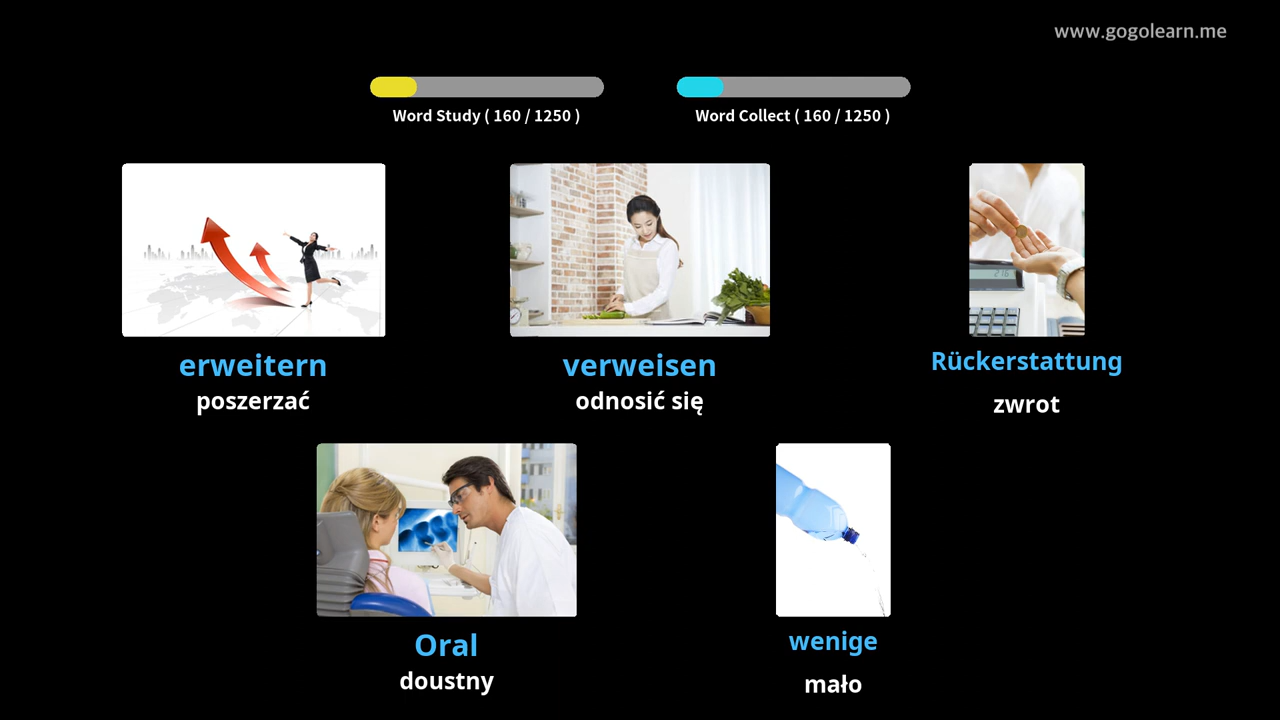 www.gogolearn.me
Word Study ( 160 / 1250 )
Word Collect ( 160 / 1250 )
erweitern
poszerzać
verweisen
odnosić się
Rückerstattung
zwrot
Oral
doustny
wenige
mało